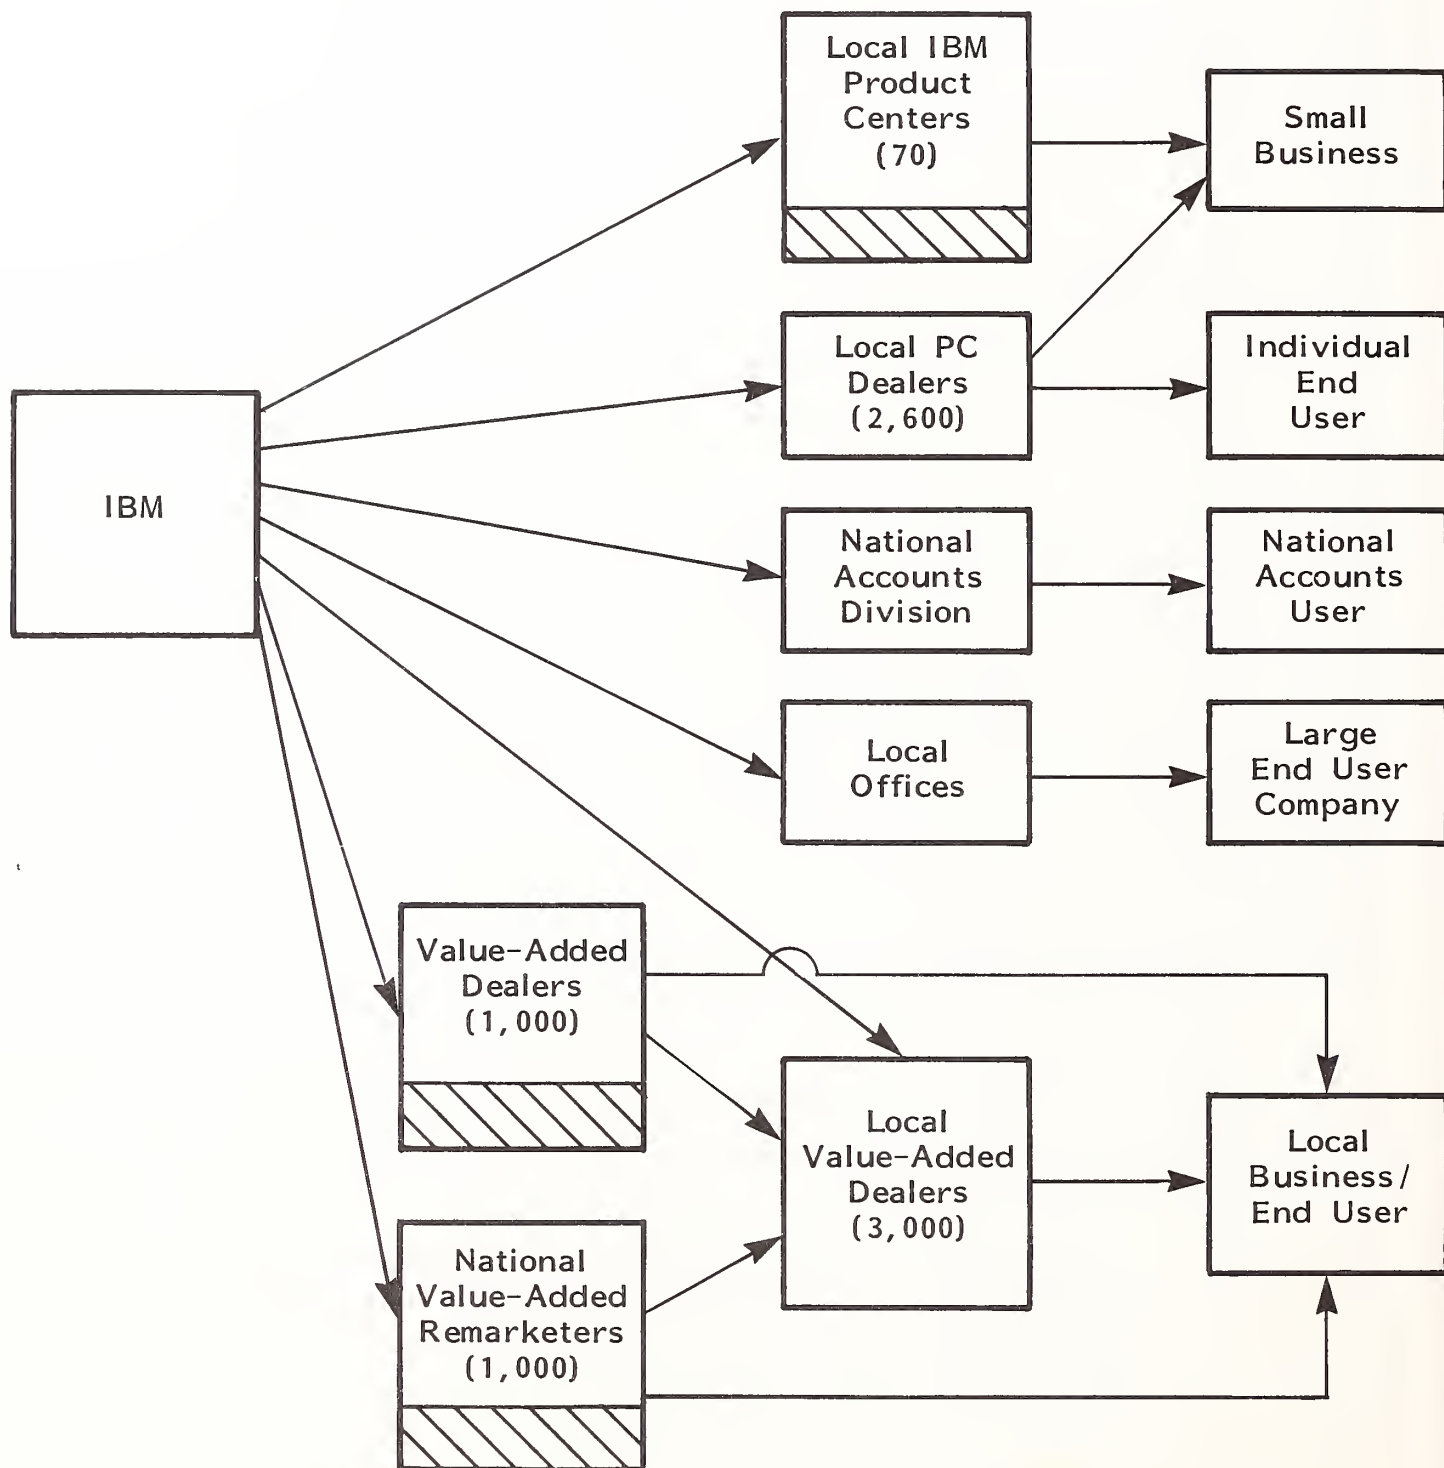 Local IBM
Product
Centers
(70)
Small
Business
Local PC
Dealers
(2,600)
Individual
End
User
IBM
National
Accounts
Division
National
Accounts
User
Local
Offices
Large
End User
Company
Value-Added
Dealers
(1,000)
Local
Value-Added
Dealers
(3,000)
Local
Business/
End User
National
Value-Added
Remarketers
(1,000)